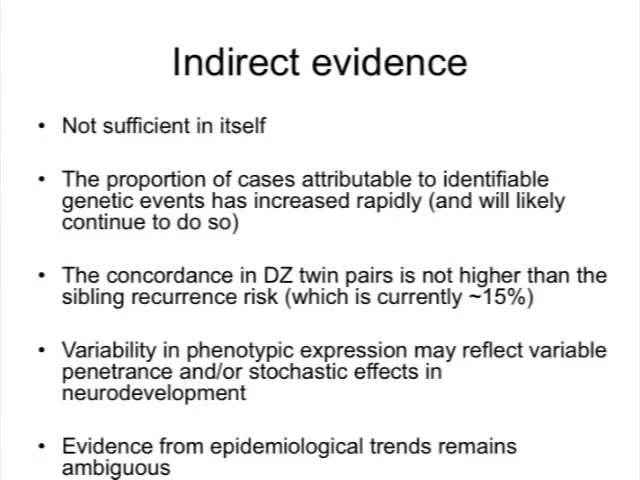 Indirect evidence
• Not sufficient in itself
• The proportion of cases attributable to identifiable
genetic events has increased rapidly (and will likely
continue to do so)
• The concordance in DZ twin pairs is not higher than the
sibling recurrence risk (which is currently ~15%)
• Variability in phenotypic expression may reflect variable
penetrance and/or stochastic effects in
neurodevelopment
• Evidence from epidemiological trends remains
ambiguous